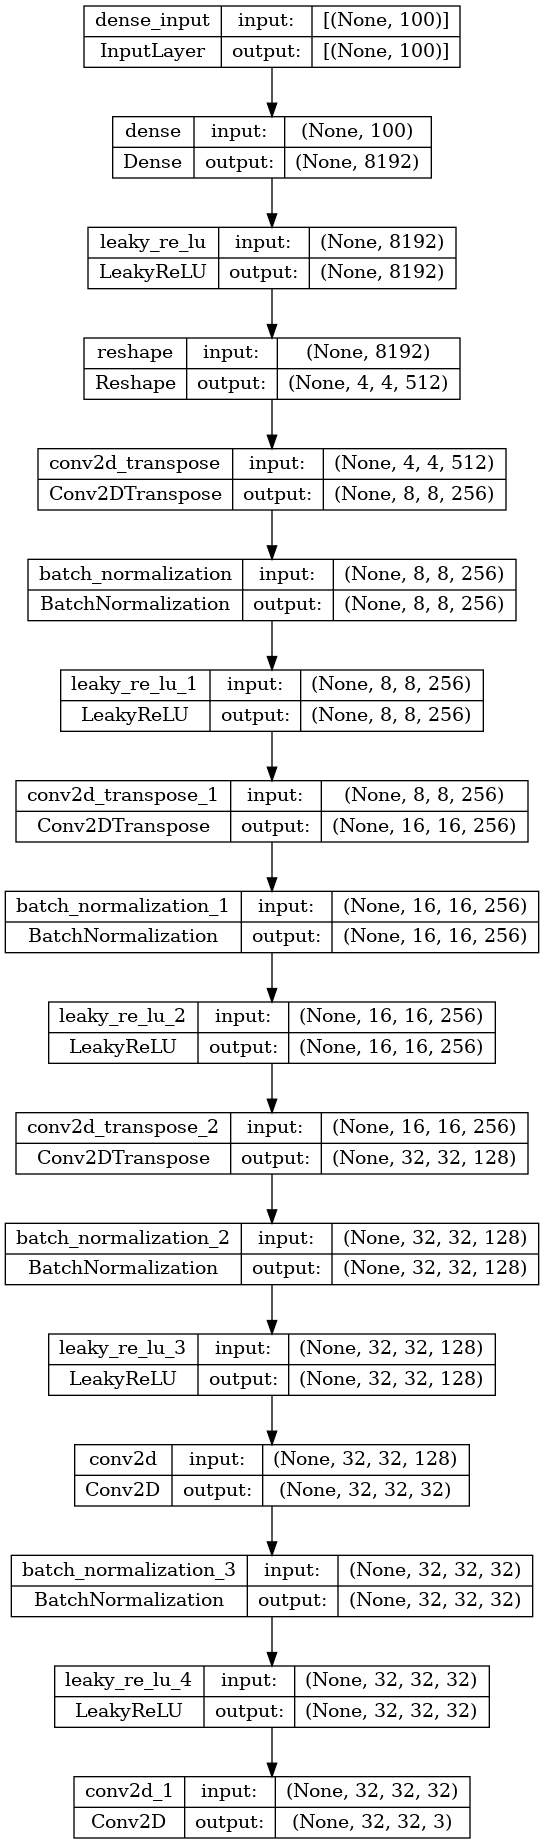 dense_input input: [(None, 100)]
InputLayer output: [(None, 100)]
dense input: (None, 100)
Dense output: (None, 8192)
leaky_re_lu input: (None, 8192)
LeakyReLU output: (None, 8192)
reshape input: (None, 8192)
Reshape output: (None, 4, 4, 512)
conv2d_transpose input: (None, 4, 4, 512)
Conv2DTranspose output: (None, 8, 8, 256)
batch_normalization input: (None, 8, 8, 256)
BatchNormalization output: (None, 8, 8, 256)
leaky_re_lu_1 input: (None, 8, 8, 256)
LeakyReLU output: (None, 8, 8, 256)
conv2d_transpose_1 input: (None, 8, 8, 256)
Conv2DTranspose output: (None, 16, 16, 256)
batch_normalization_1 input: (None, 16, 16, 256)
BatchNormalization output: (None, 16, 16, 256)
leaky_re_lu_2 input: (None, 16, 16, 256)
LeakyReLU output: (None, 16, 16, 256)
conv2d_transpose_2 input: (None, 16, 16, 256)
Conv2DTranspose output: (None, 32, 32, 128)
batch_normalization_2 input: (None, 32, 32, 128)
BatchNormalization output: (None, 32, 32, 128)
leaky_re_lu_3 input: (None, 32, 32, 128)
LeakyReLU output: (None, 32, 32, 128)
conv2d input: (None, 32, 32, 128)
Conv2D output: (None, 32, 32, 32)
batch_normalization_3 input: (None, 32, 32, 32)
BatchNormalization output: (None, 32, 32, 32)
leaky_re_lu_4 input: (None, 32, 32, 32)
LeakyReLU output: (None, 32, 32, 32)
conv2d_1 input: (None, 32, 32, 32)
Conv2D output: (None, 32, 32, 3)